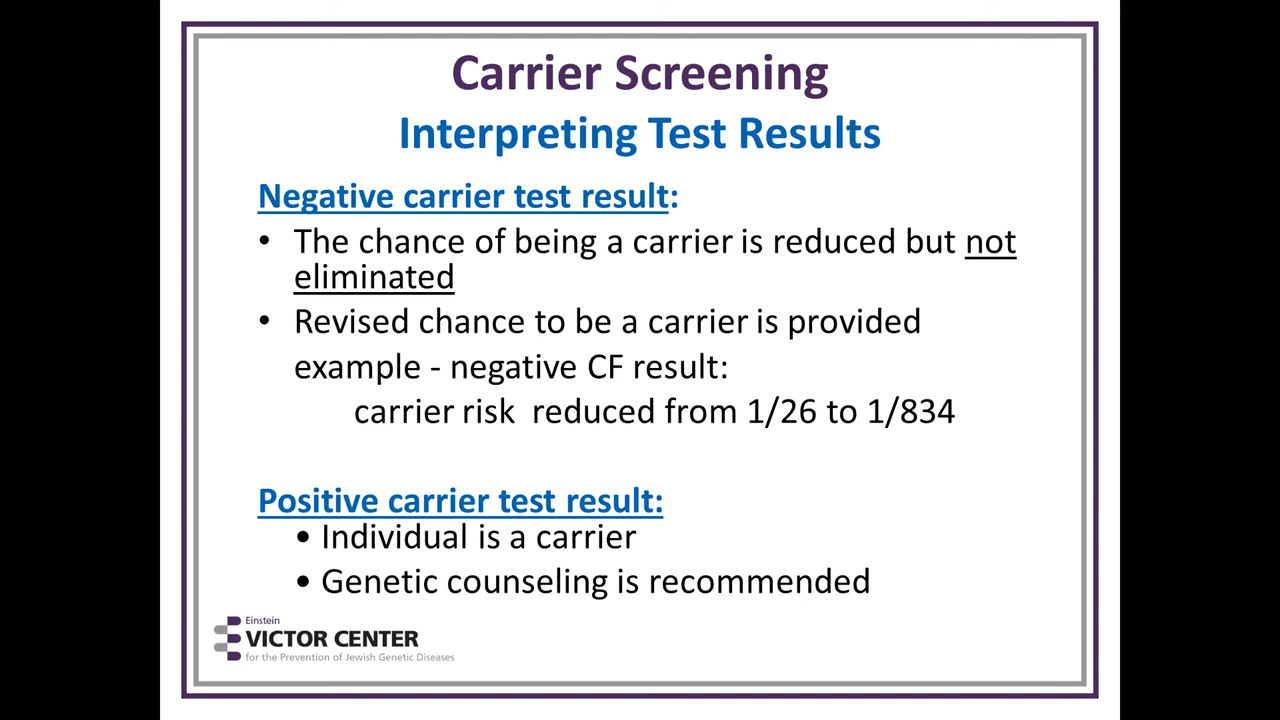 Carrier Screening
Interpreting Test Results
Negative carrier test result:
• The chance of being a carrier is reduced but not
eliminated
• Revised chance to be a carrier is provided
example - negative CF result:
carrier risk reduced from 1/26 to 1/834
Positive carrier test result:
• Individual is a carrier
• Genetic counseling is recommended
Einstein
VICTOR CENTER
for the Prevention of Jewish Genetic Diseases